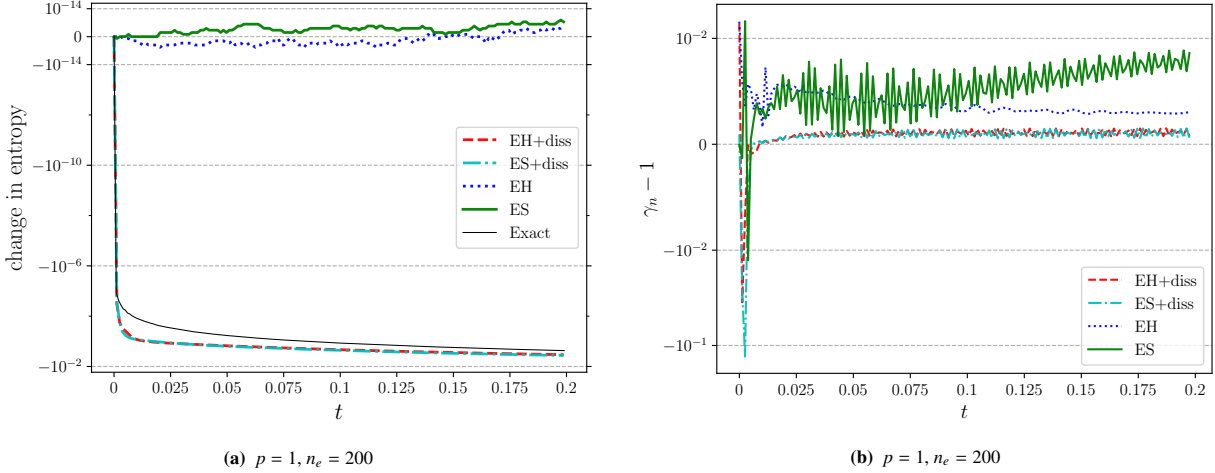 10^{-14}
0
−10^{-14}
−10^{-10}
−10^{-6}
−10^{-2}
change in entropy
EH+diss
ES+diss
EH
ES
Exact
0 0.025 0.05 0.075 0.1 0.125 0.15 0.175 0.2
t
(a) p = 1, n_e = 200
10^{-2}
0
−10^{-2}
−10^{-1}
γ_n − 1
EH+diss
ES+diss
EH
ES
0 0.025 0.05 0.075 0.1 0.125 0.15 0.175 0.2
t
(b) p = 1, n_e = 200